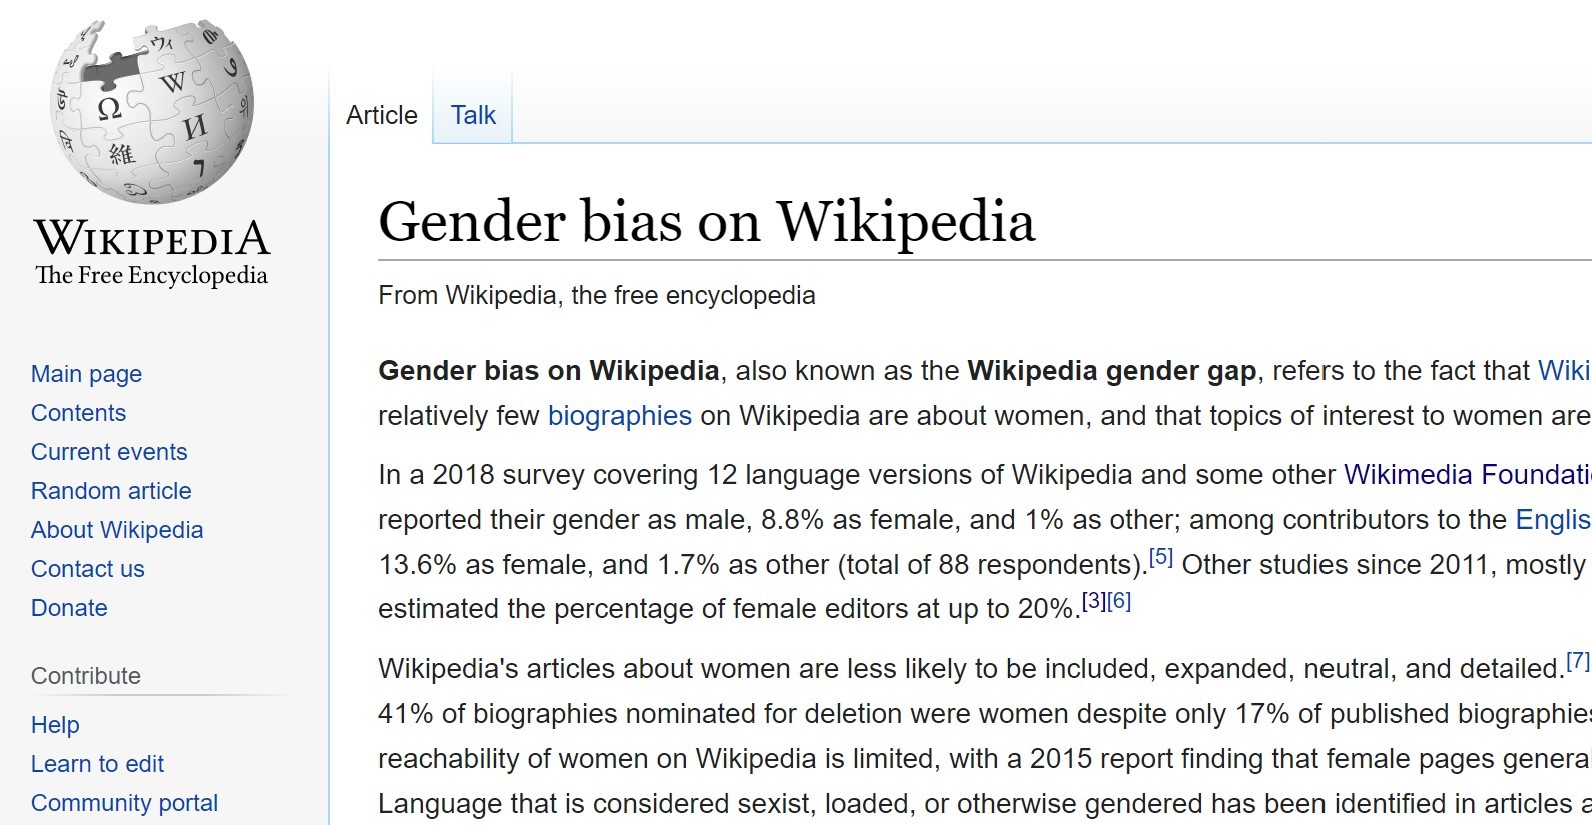 Ω
W
И
維
ウィ
WIKIPEDIA
The Free Encyclopedia
Main page
Contents
Current events
Random article
About Wikipedia
Contact us
Donate
Contribute
Help
Learn to edit
Community portal
Article
Talk
Gender bias on Wikipedia
From Wikipedia, the free encyclopedia
Gender bias on Wikipedia, also known as the Wikipedia gender gap, refers to the fact that Wiki
relatively few biographies on Wikipedia are about women, and that topics of interest to women are
In a 2018 survey covering 12 language versions of Wikipedia and some other Wikimedia Foundati
reported their gender as male, 8.8% as female, and 1% as other; among contributors to the Englis
13.6% as female, and 1.7% as other (total of 88 respondents).[5] Other studies since 2011, mostly
estimated the percentage of female editors at up to 20%.[3][6]
Wikipedia's articles about women are less likely to be included, expanded, neutral, and detailed.[7]
41% of biographies nominated for deletion were women despite only 17% of published biographies
reachability of women on Wikipedia is limited, with a 2015 report finding that female pages genera
Language that is considered sexist, loaded, or otherwise gendered has been identified in articles a